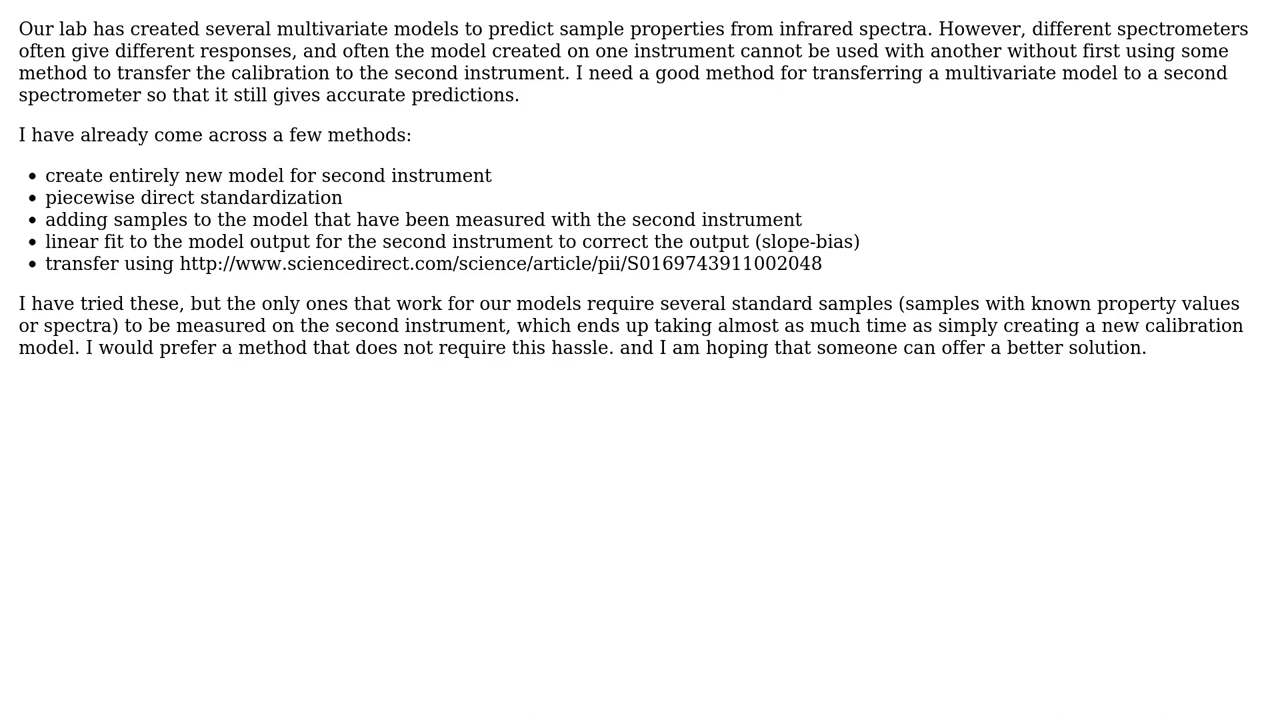 Our lab has created several multivariate models to predict sample properties from infrared spectra. However, different spectrometers
often give different responses, and often the model created on one instrument cannot be used with another without first using some
method to transfer the calibration to the second instrument. I need a good method for transferring a multivariate model to a second
spectrometer so that it still gives accurate predictions.
I have already come across a few methods:
• create entirely new model for second instrument
• piecewise direct standardization
• adding samples to the model that have been measured with the second instrument
• linear fit to the model output for the second instrument to correct the output (slope-bias)
• transfer using http://www.sciencedirect.com/science/article/pii/S0169743911002048
I have tried these, but the only ones that work for our models require several standard samples (samples with known property values
or spectra) to be measured on the second instrument, which ends up taking almost as much time as simply creating a new calibration
model. I would prefer a method that does not require this hassle. and I am hoping that someone can offer a better solution.